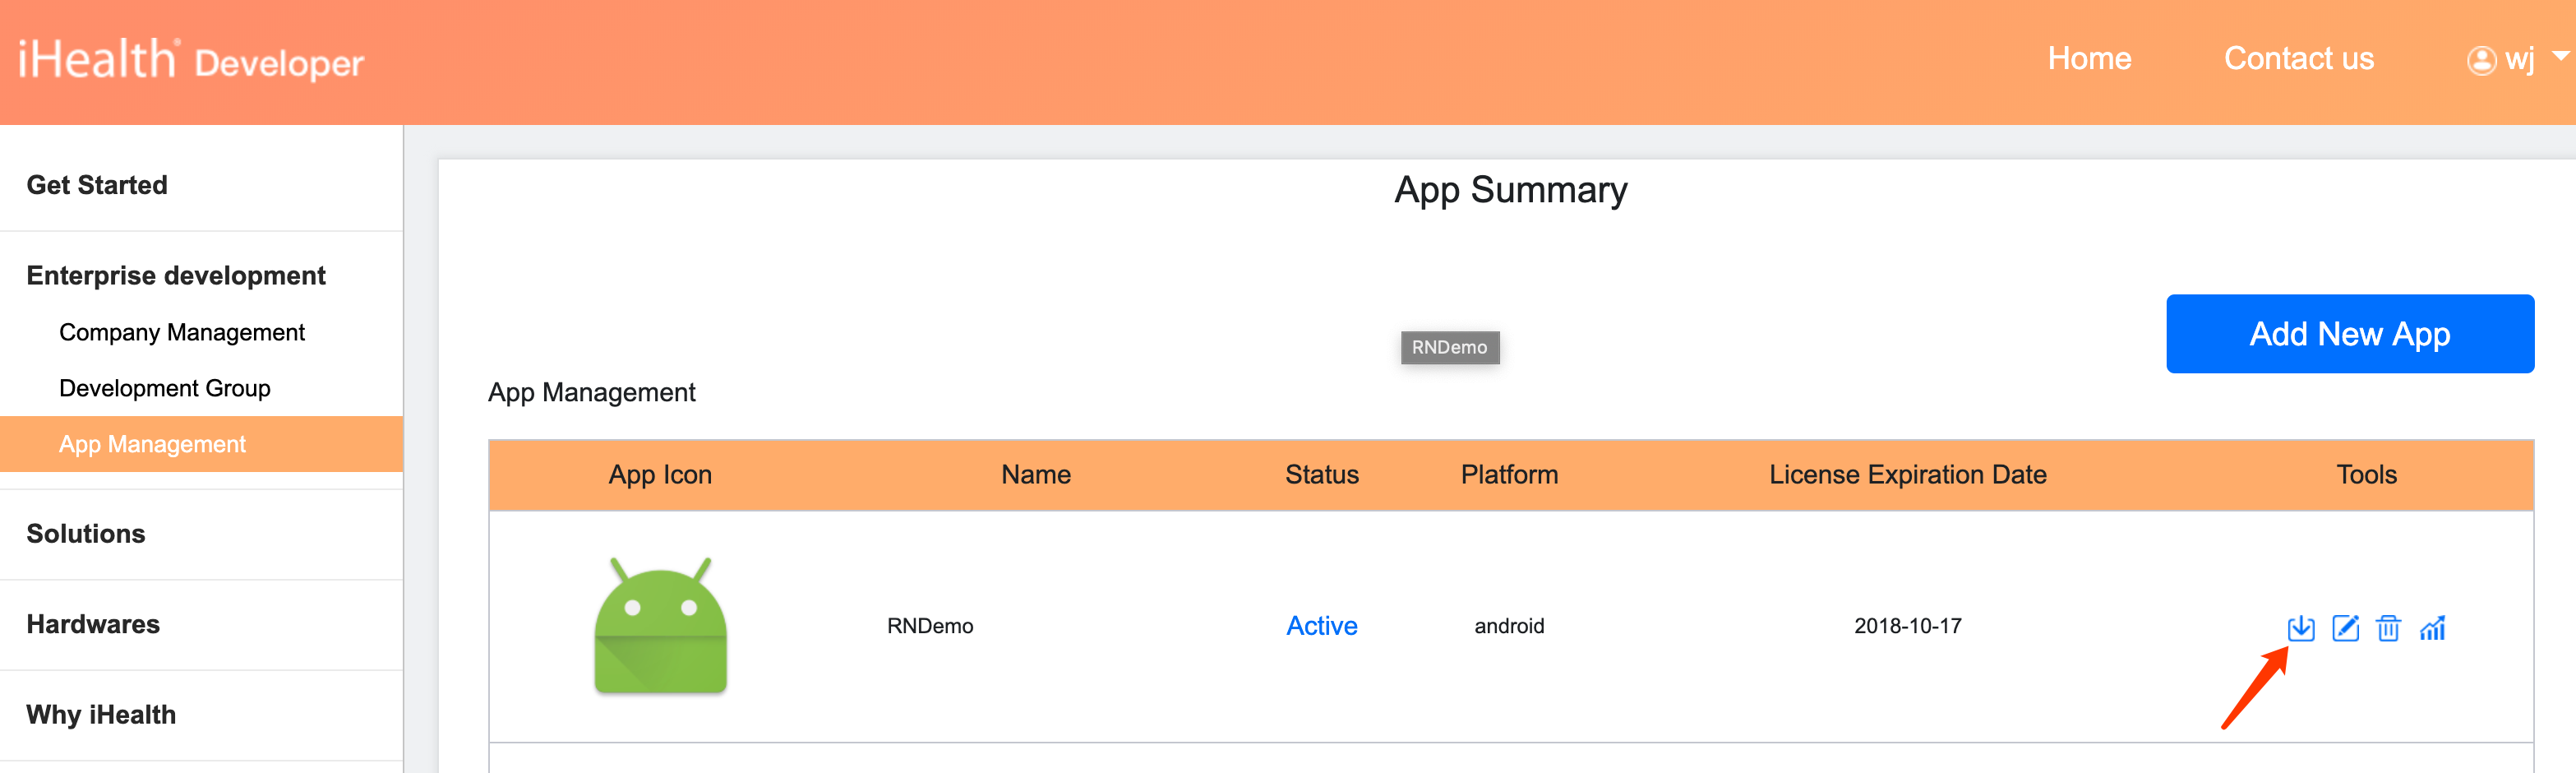 iHealth® Developer
Home
Contact us
wj
Get Started
Enterprise development
Company Management
Development Group
App Management
Solutions
Hardwares
Why iHealth
App Summary
RNDemo
Add New App
App Management
App Icon Name Status Platform License Expiration Date Tools
RNDemo Active android 2018-10-17